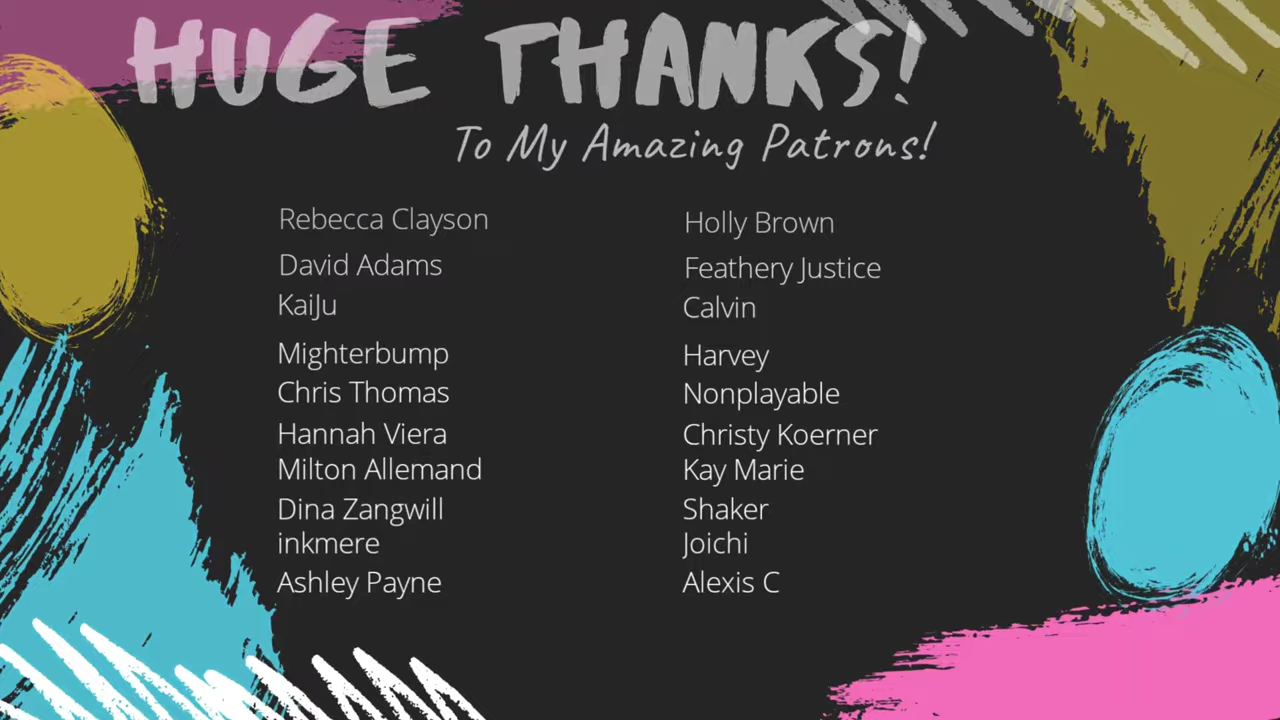 HUGE THANKS!
To My Amazing Patrons!
Rebecca Clayson
David Adams
KaiJu
Mighterbump
Chris Thomas
Hannah Viera
Milton Allemand
Dina Zangwill
inkmere
Ashley Payne
Holly Brown
Feathery Justice
Calvin
Harvey
Nonplayable
Christy Koerner
Kay Marie
Shaker
Joichi
Alexis C